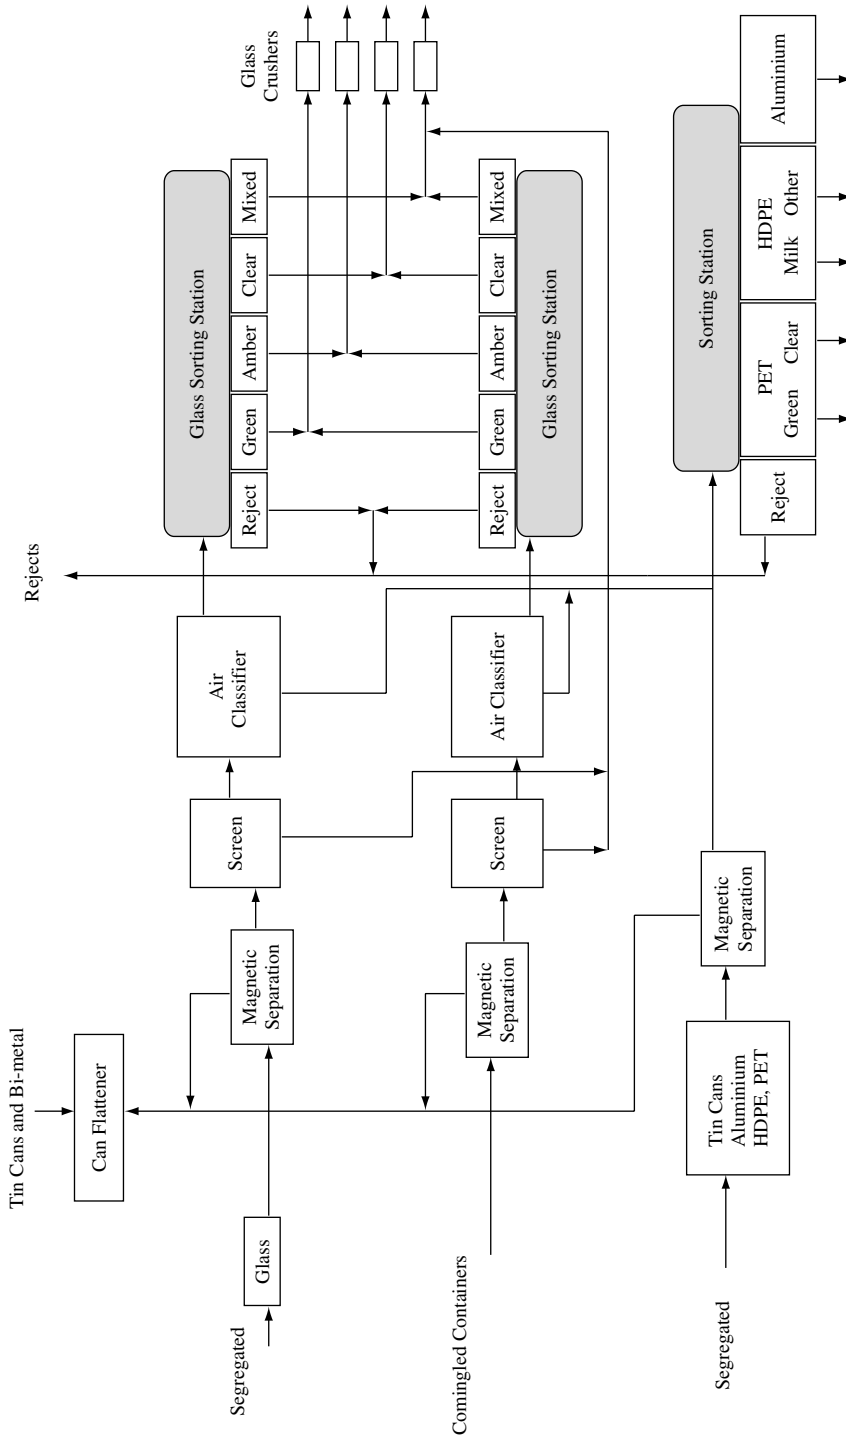 Tin Cans and Bi-metal
Can Flattener
Rejects
Glass
Crushers
Segregated
Glass
Magnetic
Separation
Screen
Air
Classifier
Glass Sorting Station
Reject
Green
Amber
Clear
Mixed
Comingled Containers
Magnetic
Separation
Screen
Air Classifier
Reject
Green
Amber
Clear
Mixed
Glass Sorting Station
Segregated
Tin Cans
Aluminium
HDPE, PET
Magnetic
Separation
Sorting Station
Reject
PET
Green Clear
HDPE
Milk Other
Aluminium